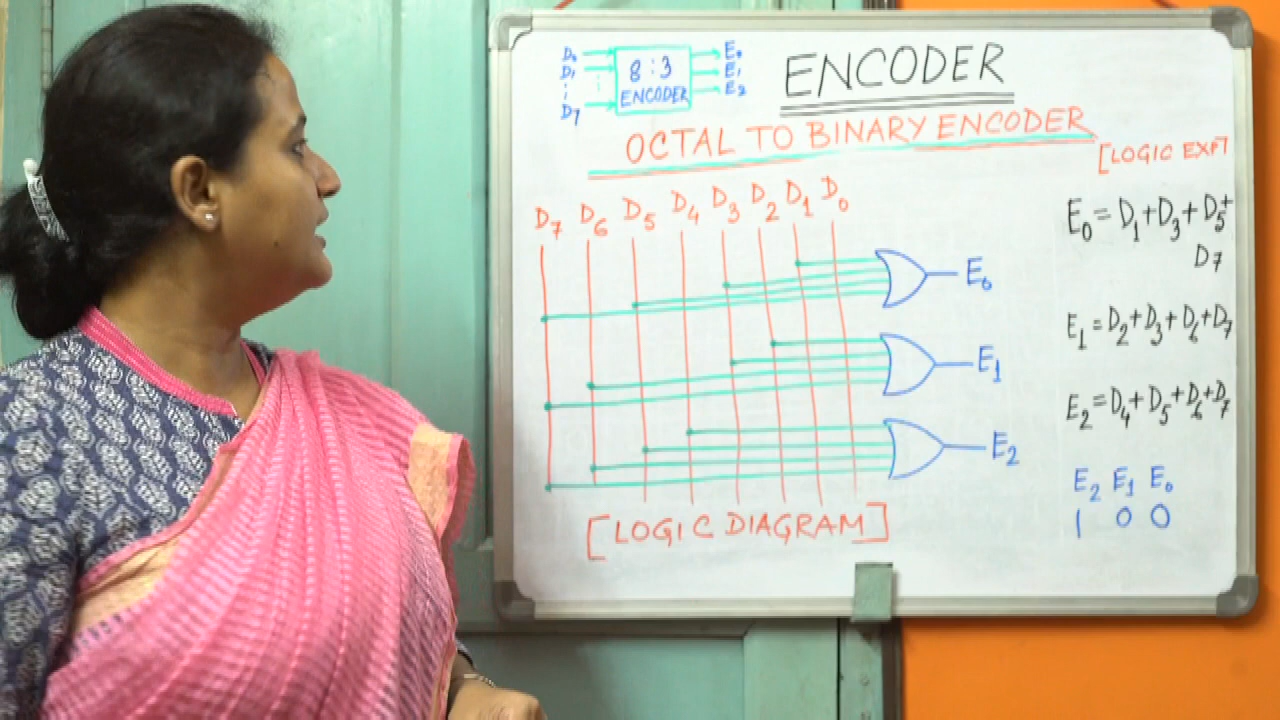 D0
D1
D7
8:3
ENCODER
E0
E1
E2
ENCODER
OCTAL TO BINARY ENCODER
[LOGIC EXP]
D7 D6 D5 D4 D3 D2 D1 D0
E0
E1
E2
[LOGIC DIAGRAM]
E0 = D1+D3+D5+
D7
E1 = D2+D3+D6+D7
E2 = D4+D5+D6+D7
E2 E1 E0
1 0 0